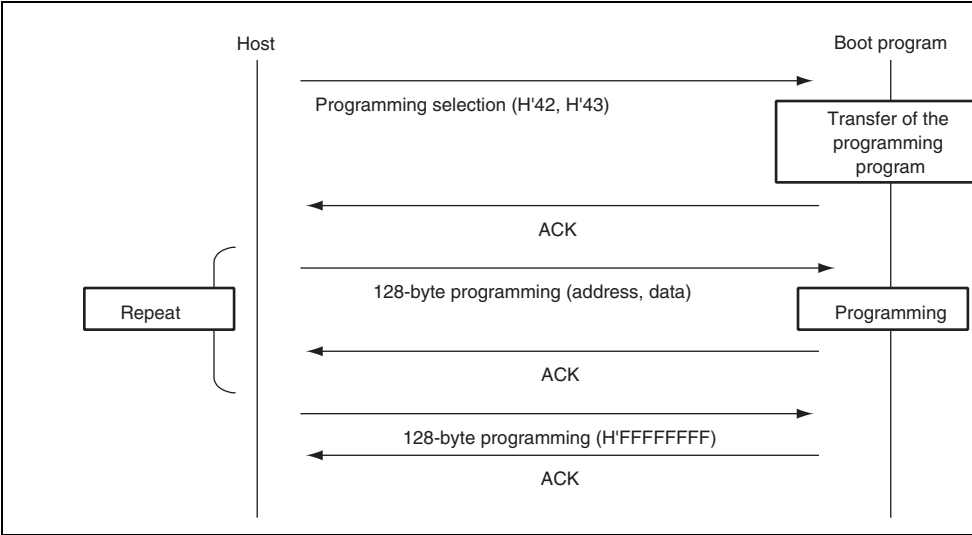 Host
Boot program
Programming selection (H'42, H'43)
Transfer of the
programming
program
ACK
128-byte programming (address, data)
Repeat
Programming
ACK
128-byte programming (H'FFFFFFFF)
ACK